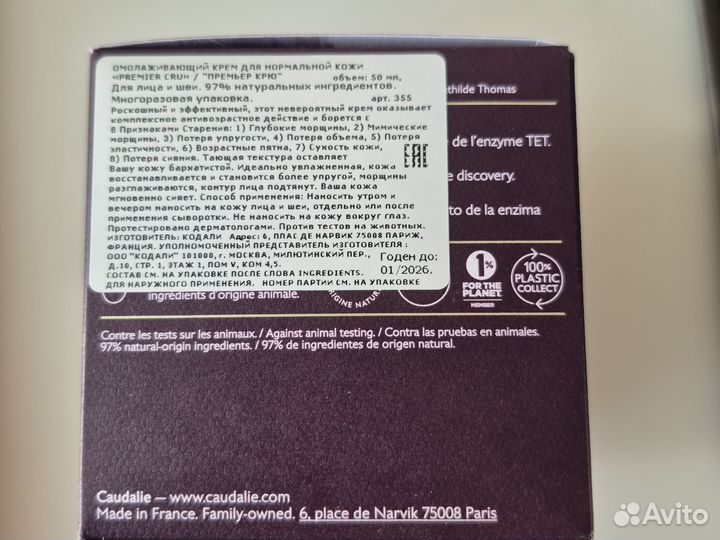 ОМОЛАЖИВАЮЩИЙ КРЕМ ДЛЯ НОРМАЛЬНОЙ КОЖИ
«PREMIER CRU» / "ПРЕМЬЕР КРЮ" объем: 50 мл,
Для лица и шеи. 97% натуральных ингредиентов.
Многоразовая упаковка. арт. 355
Роскошный и эффективный, этот невероятный крем оказывает
комплексное антивозрастное действие и борется с
8 Признаками Старения: 1) Глубокие морщины, 2) Мимические
морщины, 3) Потеря упругости, 4) Потеря объема, 5) Потеря
эластичности, 6) Возрастные пятна, 7) Сухость кожи,
8) Потеря сияния. Тающая текстура оставляет
Вашу кожу бархатистой. Идеально увлажненная, кожа
восстанавливается и становится более упругой, морщины
разглаживаются, контур лица подтянут. Ваша кожа
мгновенно сияет. Способ применения: Наносить утром и
вечером наносить на кожу лица и шеи, отдельно или после
применения сыворотки. Не наносить на кожу вокруг глаз.
Протестировано дерматологами. Против тестов на животных.
ИЗГОТОВИТЕЛЬ: КОДАЛИ Адрес: 6, ПЛАС ДЕ НАРВИК 75008 ПАРИЖ,
ФРАНЦИЯ. УПОЛНОМОЧЕННЫЙ ПРЕДСТАВИТЕЛЬ ИЗГОТОВИТЕЛЯ :
ООО "КОДАЛИ" 101000, г. МОСКВА, МИЛЮТИНСКИЙ ПЕР.,
Д.10, СТР. 1, ЭТАЖ 1, ПОМ V, КОМ 4,5.
СОСТАВ СМ. НА УПАКОВКЕ ПОСЛЕ СЛОВА INGREDIENTS.
ДЛЯ НАРУЖНОГО ПРИМЕНЕНИЯ. НОМЕР ПАРТИИ СМ. НА УПАКОВКЕ
EAC
Годен до:
01/2026.
athilde Thomas
de l'enzyme TET.
e discovery.
to de la enzima
ingrédients d'origine animale.
ORIGINE NATUR
1%
FOR THE
PLANET
MEMBER
100%
PLASTIC
COLLECT
Contre les tests sur les animaux. / Against animal testing. / Contra las pruebas en animales.
97% natural-origin ingredients. / 97% de ingredientes de origen natural.
Caudalie — www.caudalie.com
Made in France. Family-owned. 6, place de Narvik 75008 Paris
Avito